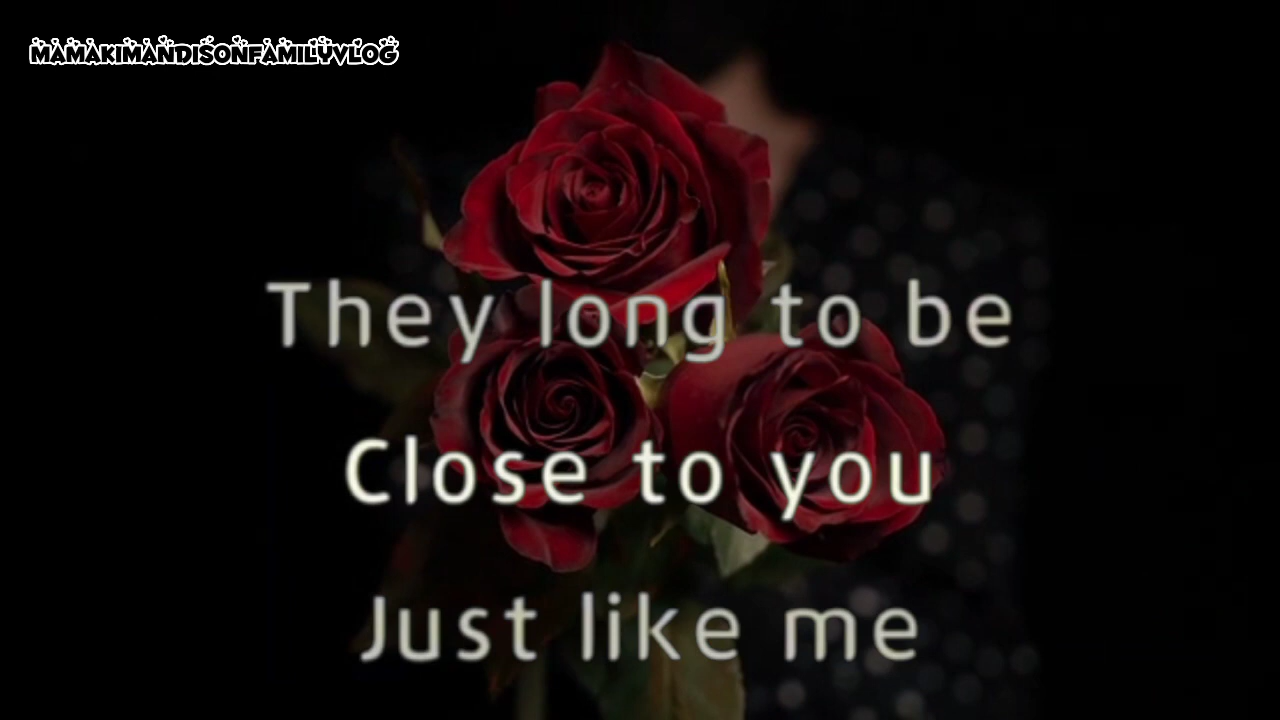 MAMAKIMANDISONFAMILYVLOG
They long to be
Close to you
Just like me